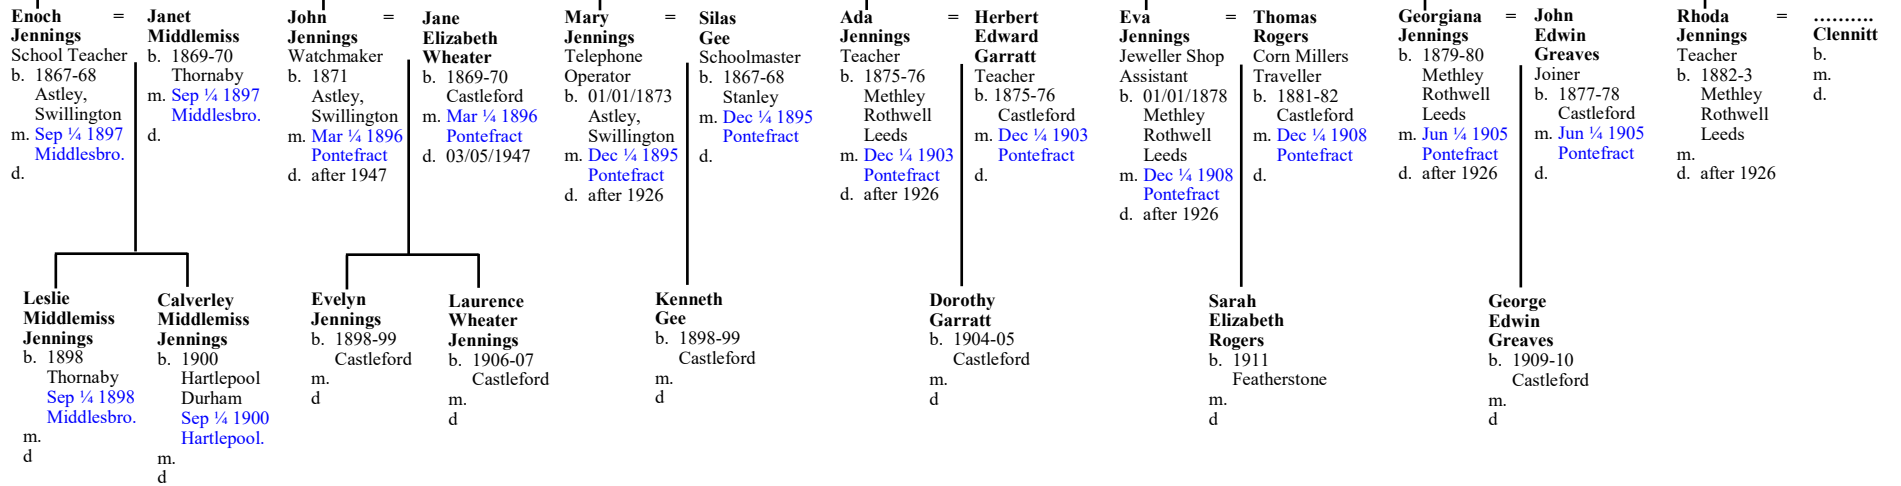 Enoch =
Jennings
School Teacher
b. 1867-68
Astley,
Swillington
m. Sep ¼ 1897
Middlesbro.
d.
Janet
Middlemiss
b. 1869-70
Thornaby
m. Sep ¼ 1897
Middlesbro.
d.
John =
Jennings
Watchmaker
b. 1871
Astley,
Swillington
m. Mar ¼ 1896
Pontefract
d. after 1947
Jane
Elizabeth
Wheater
b. 1869-70
Castleford
m. Mar ¼ 1896
Pontefract
d. 03/05/1947
Mary =
Jennings
Telephone
Operator
b. 01/01/1873
Astley,
Swillington
m. Dec ¼ 1895
Pontefract
d. after 1926
Silas
Gee
Schoolmaster
b. 1867-68
Stanley
m. Dec ¼ 1895
Pontefract
d.
Ada =
Jennings
Teacher
b. 1875-76
Methley
Rothwell
Leeds
m. Dec ¼ 1903
Pontefract
d. after 1926
Herbert
Edward
Garratt
Teacher
b. 1875-76
Castleford
m. Dec ¼ 1903
Pontefract
d.
Eva =
Jennings
Jeweller Shop
Assistant
b. 01/01/1878
Methley
Rothwell
Leeds
m. Dec ¼ 1908
Pontefract
d. after 1926
Thomas
Rogers
Corn Millers
Traveller
b. 1881-82
Castleford
m. Dec ¼ 1908
Pontefract
d.
Georgiana =
Jennings
b. 1879-80
Methley
Rothwell
Leeds
m. Jun ¼ 1905
Pontefract
d. after 1926
John
Edwin
Greaves
Joiner
b. 1877-78
Castleford
m. Jun ¼ 1905
Pontefract
d.
Rhoda =
Jennings
Teacher
b. 1882-3
Methley
Rothwell
Leeds
m.
d. after 1926
..........
Clennitt
b.
m.
d.
Leslie
Middlemiss
Jennings
b. 1898
Thornaby
Sep ¼ 1898
Middlesbro.
m.
d
Calverley
Middlemiss
Jennings
b. 1900
Hartlepool
Durham
Sep ¼ 1900
Hartlepool.
m.
d
Evelyn
Jennings
b. 1898-99
Castleford
m.
d
Laurence
Wheater
Jennings
b. 1906-07
Castleford
m.
d
Kenneth
Gee
b. 1898-99
Castleford
m.
d
Dorothy
Garratt
b. 1904-05
Castleford
m.
d
Sarah
Elizabeth
Rogers
b. 1911
Featherstone
m.
d
George
Edwin
Greaves
b. 1909-10
Castleford
m.
d